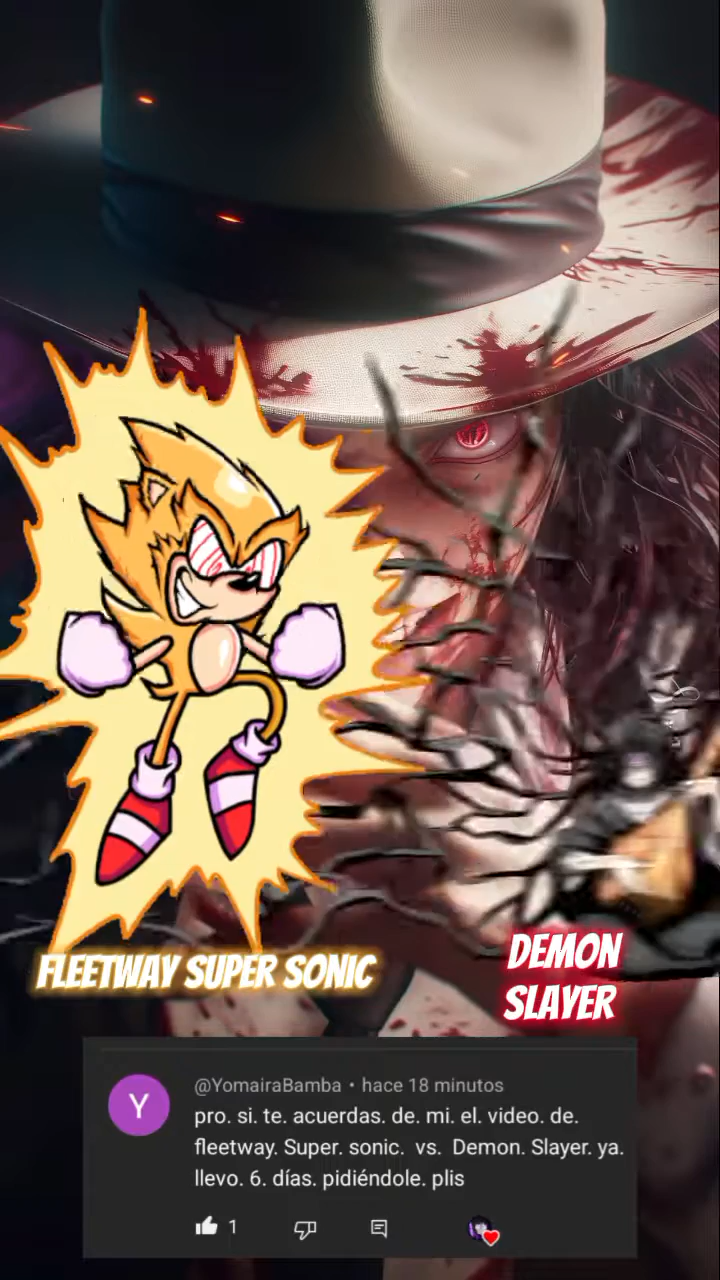 FLEETWAY SUPER SONIC
DEMON
SLAYER
Y
@YomairaBamba • hace 18 minutos
pro. si. te. acuerdas. de. mi. el. video. de.
fleetway. Super. sonic. vs. Demon. Slayer. ya.
llevo. 6. días. pidiéndole. plis
1